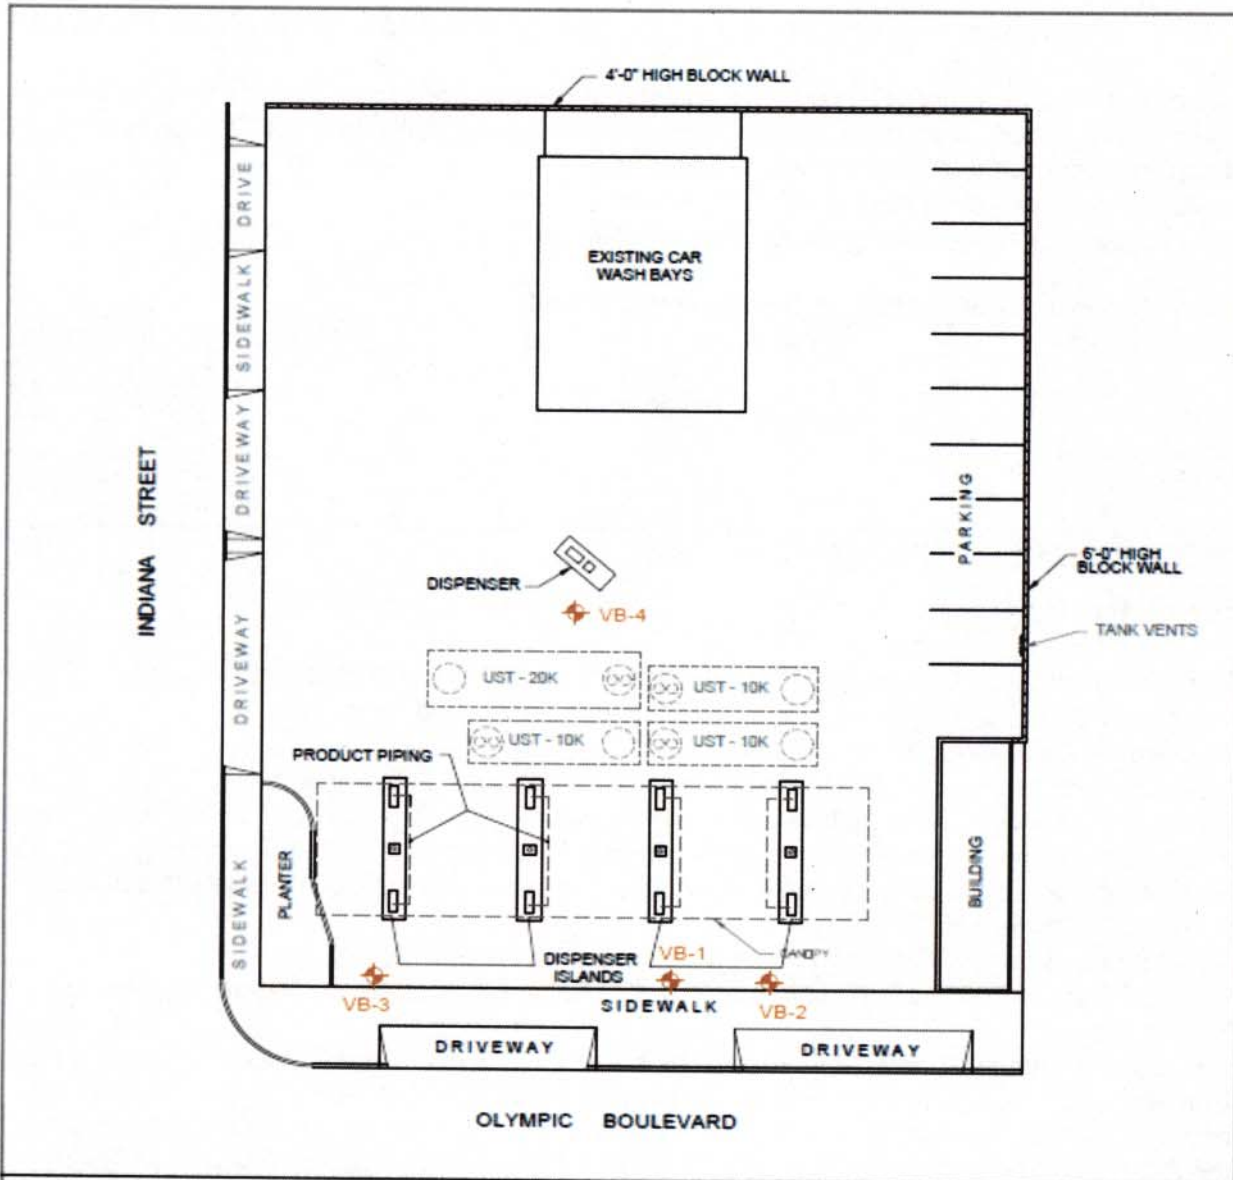 4'-0" HIGH BLOCK WALL
DRIVE
EXISTING CAR
WASH BAYS
SIDEWALK
DRIVEWAY
INDIANA STREET
PARKING
6'-0" HIGH
BLOCK WALL
DISPENSER
VB-4
TANK VENTS
DRIVEWAY
UST - 20K
UST - 10K
UST - 10K
UST - 10K
PRODUCT PIPING
SIDEWALK
PLANTER
BUILDING
VB-1
CANOPY
DISPENSER
ISLANDS
VB-3
SIDEWALK
VB-2
DRIVEWAY
DRIVEWAY
OLYMPIC BOULEVARD